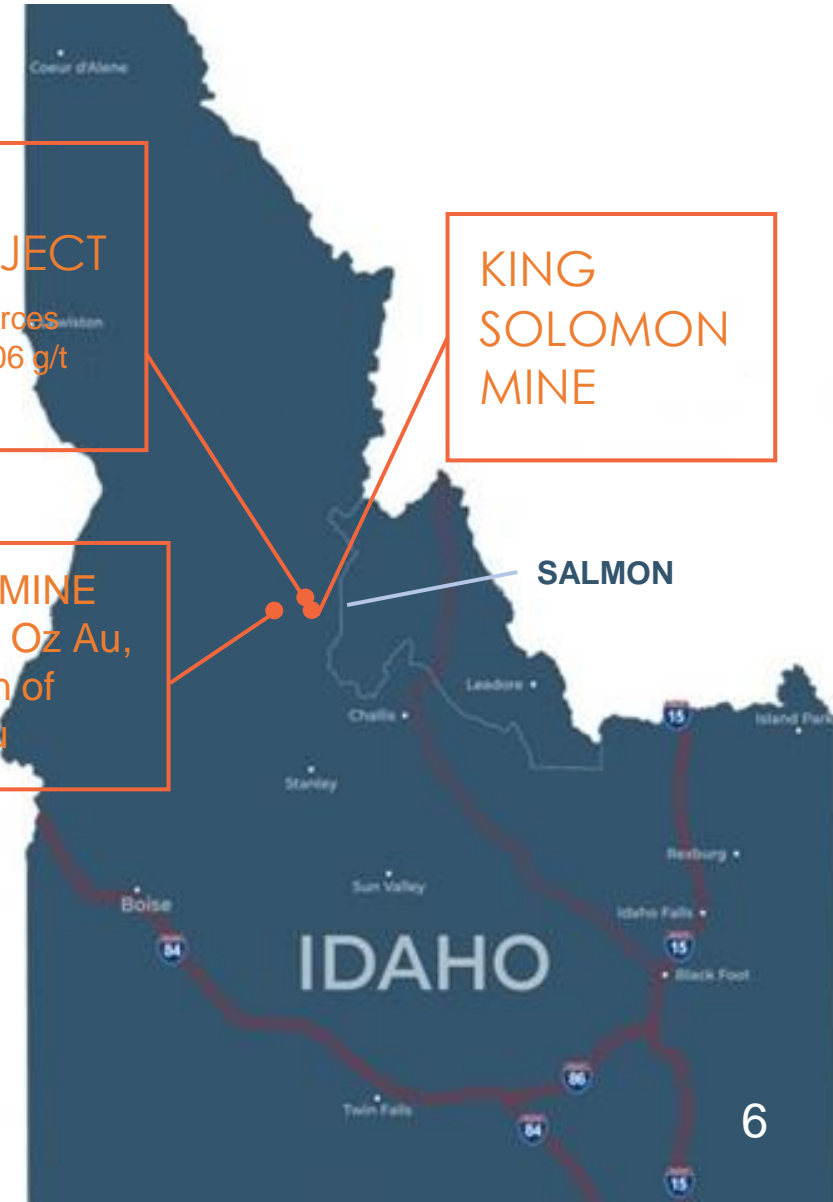 Coeur d'Alene
JECT
rces
06 g/t
KING
SOLOMON
MINE
MINE
Oz Au,
n of
SALMON
Leadore
Challis
15
Island Park
Stanley
Rexburg
Sun Valley
Boise
Idaho Falls
84
IDAHO
15
Black Foot
86
Twin Falls
84
6
15